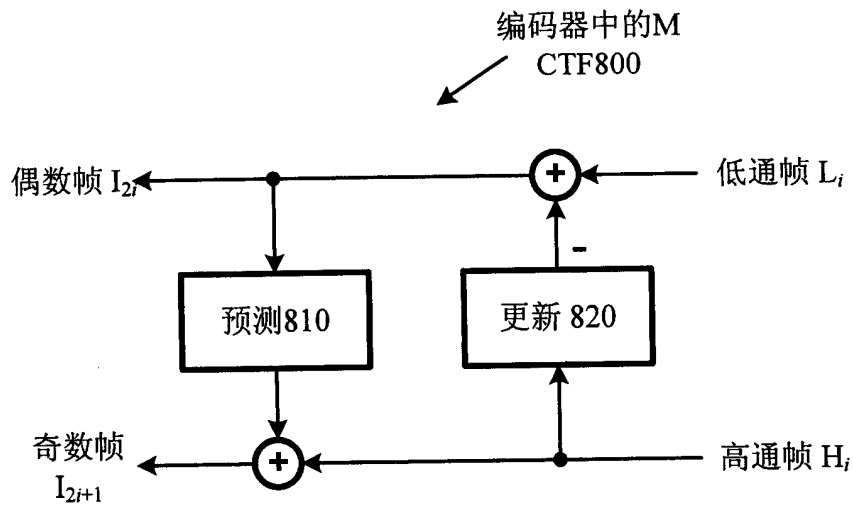 编码器中的M
CTF800
偶数帧 I2i
+
低通帧 Li
-
预测810
更新 820
奇数帧
I2i+1
+
高通帧 Hi